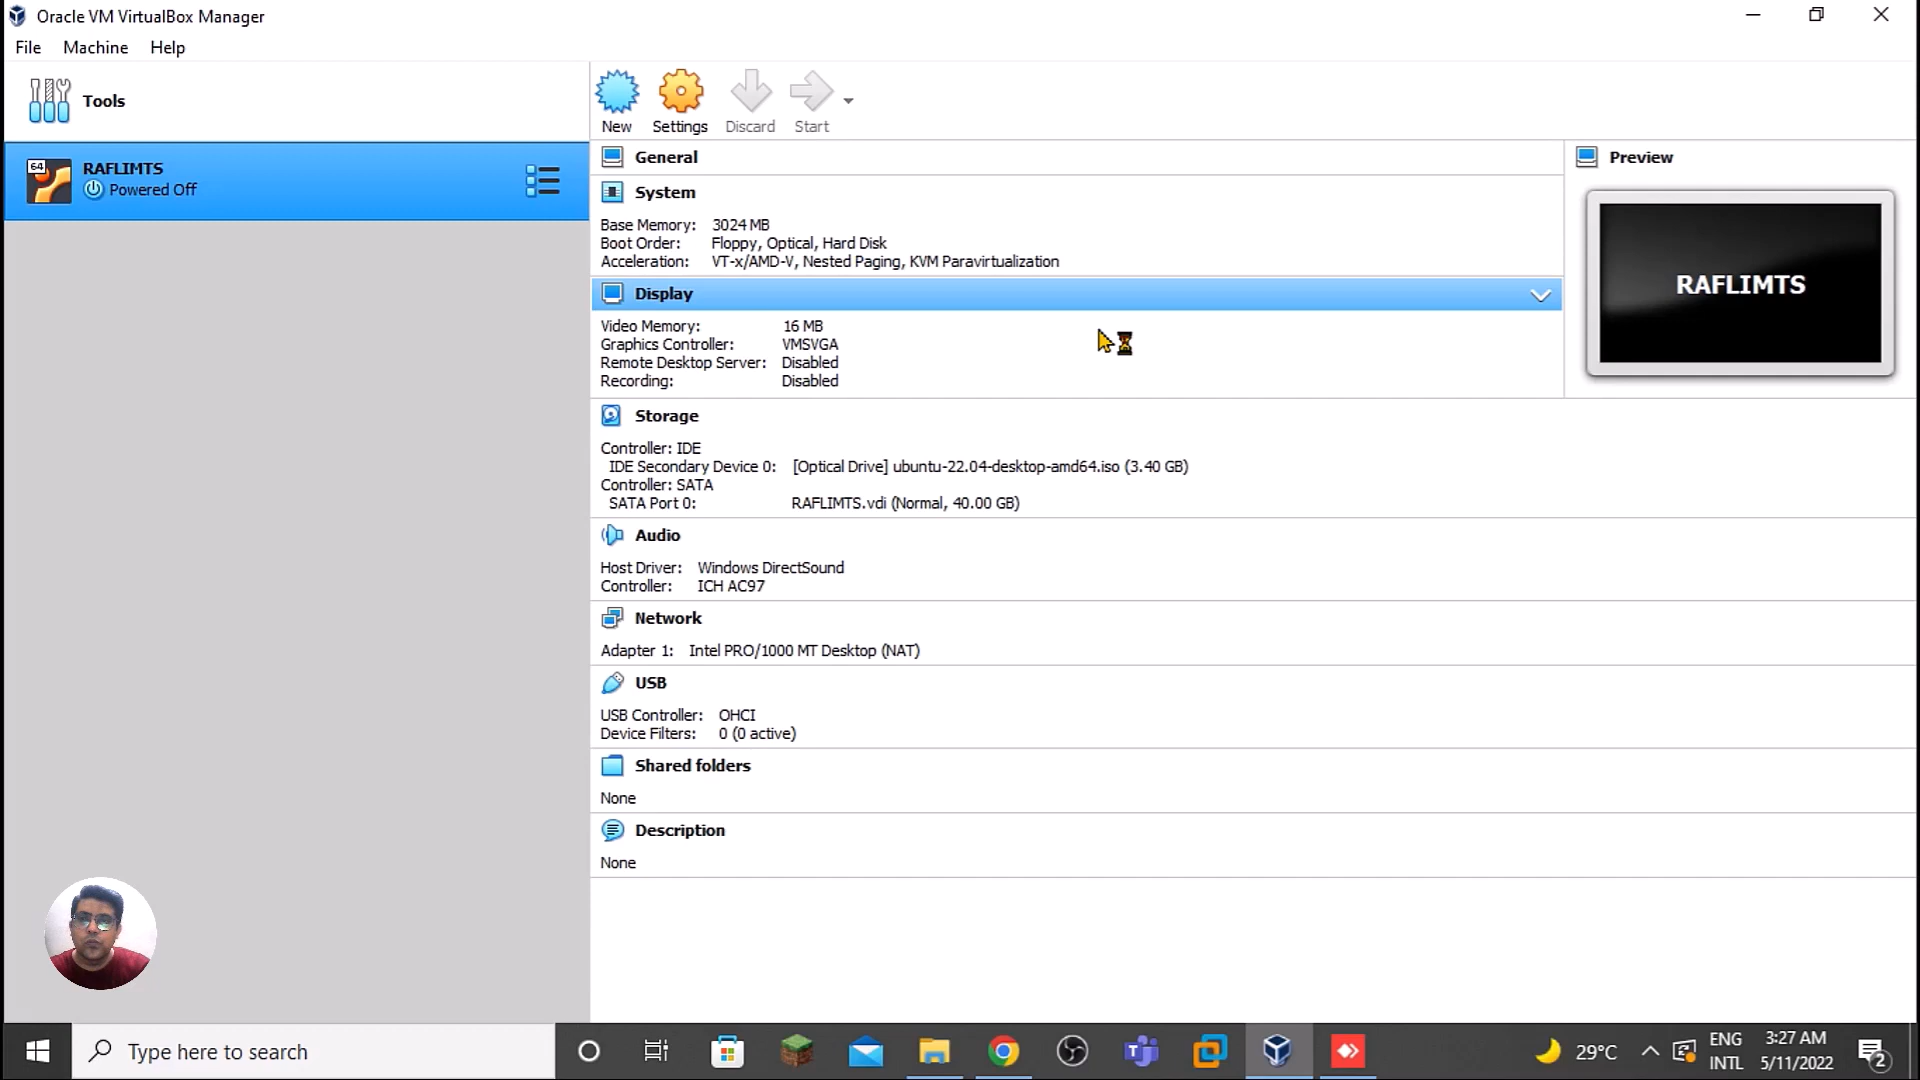 Oracle VM VirtualBox Manager
File Machine Help
Tools
New Settings Discard Start
64
RAFLIMTS
Powered Off
General
System
Base Memory: 3024 MB
Boot Order: Floppy, Optical, Hard Disk
Acceleration: VT-x/AMD-V, Nested Paging, KVM Paravirtualization
Preview
RAFLIMTS
Display
Video Memory: 16 MB
Graphics Controller: VMSVGA
Remote Desktop Server: Disabled
Recording: Disabled
Storage
Controller: IDE
IDE Secondary Device 0: [Optical Drive] ubuntu-22.04-desktop-amd64.iso (3.40 GB)
Controller: SATA
SATA Port 0: RAFLIMTS.vdi (Normal, 40.00 GB)
Audio
Host Driver: Windows DirectSound
Controller: ICH AC97
Network
Adapter 1: Intel PRO/1000 MT Desktop (NAT)
USB
USB Controller: OHCI
Device Filters: 0 (0 active)
Shared folders
None
Description
None
Type here to search
29°C
ENG
INTL
3:27 AM
5/11/2022
2